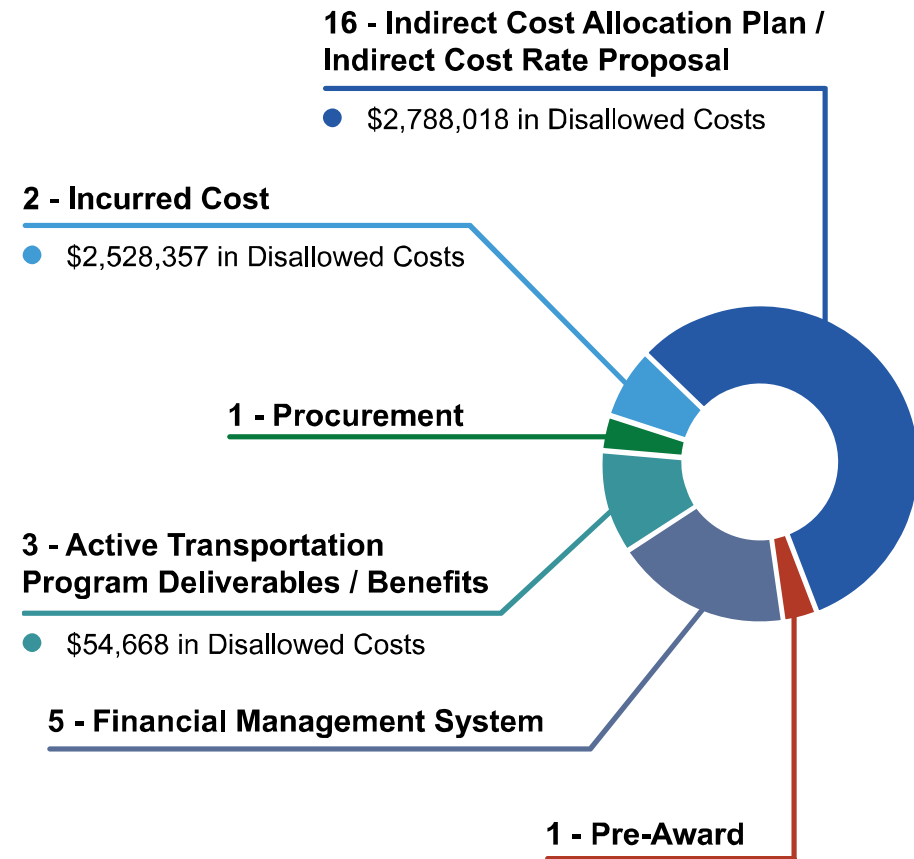 16 - Indirect Cost Allocation Plan /
Indirect Cost Rate Proposal
$2,788,018 in Disallowed Costs
2 - Incurred Cost
$2,528,357 in Disallowed Costs
1 - Procurement
3 - Active Transportation
Program Deliverables / Benefits
$54,668 in Disallowed Costs
5 - Financial Management System
1 - Pre-Award